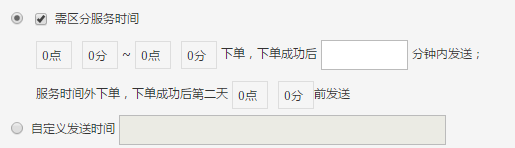 需区分服务时间
0点 0分 ~ 0点 0分 下单，下单成功后 分钟内发送；
服务时间外下单，下单成功后第二天 0点 0分 前发送
自定义发送时间